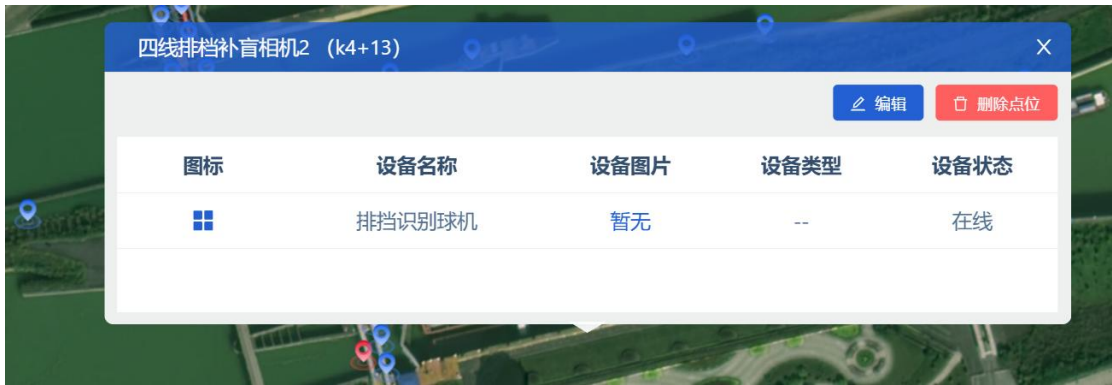 四线排档补盲相机2 （k4+13） X
编辑 删除点位
图标 设备名称 设备图片 设备类型 设备状态
排挡识别球机 暂无 -- 在线